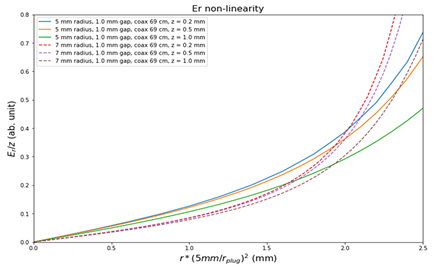 Er non-linearity
5 mm radius, 1.0 mm gap, coax 69 cm, z = 0.2 mm
5 mm radius, 1.0 mm gap, coax 69 cm, z = 0.5 mm
5 mm radius, 1.0 mm gap, coax 69 cm, z = 1.0 mm
7 mm radius, 1.0 mm gap, coax 69 cm, z = 0.2 mm
7 mm radius, 1.0 mm gap, coax 69 cm, z = 0.5 mm
7 mm radius, 1.0 mm gap, coax 69 cm, z = 1.0 mm
0.8
0.7
0.6
0.5
0.4
0.3
0.2
0.1
0.0
E_r/z (ab. unit)
0.0 0.5 1.0 1.5 2.0 2.5
r * (5mm/r_plug)² (mm)